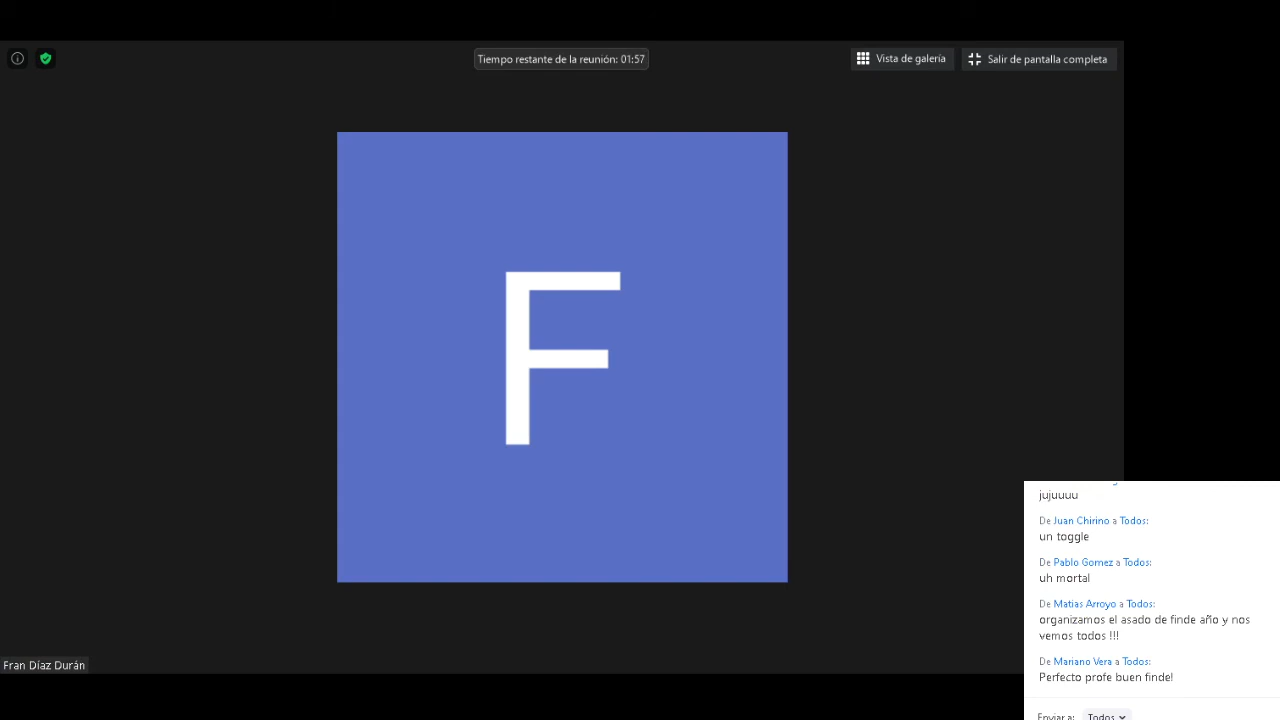 Tiempo restante de la reunión: 01:57
Vista de galería
Salir de pantalla completa
F
Fran Díaz Durán
jujuuuu
De Juan Chirino a Todos:
un toggle
De Pablo Gomez a Todos:
uh mortal
De Matias Arroyo a Todos:
organizamos el asado de finde año y nos
vemos todos !!!
De Mariano Vera a Todos:
Perfecto profe buen finde!
Enviar a: Todos